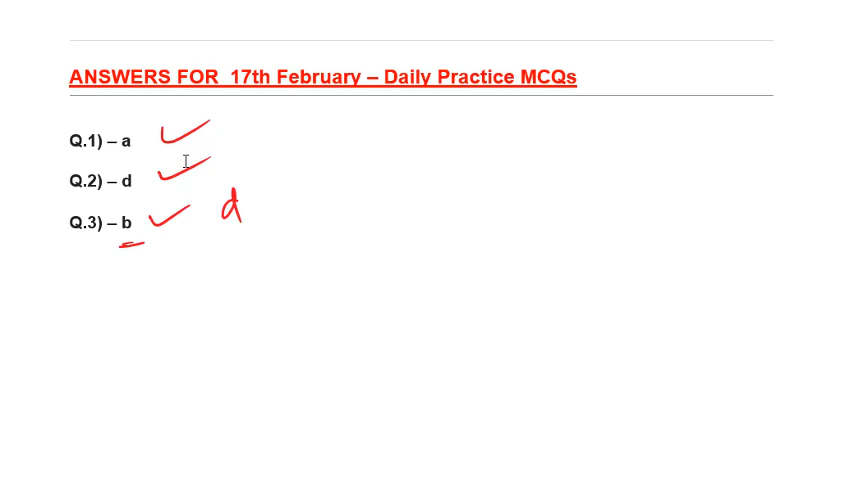 ANSWERS FOR 17th February – Daily Practice MCQs
Q.1) – a
Q.2) – d
Q.3) – b d